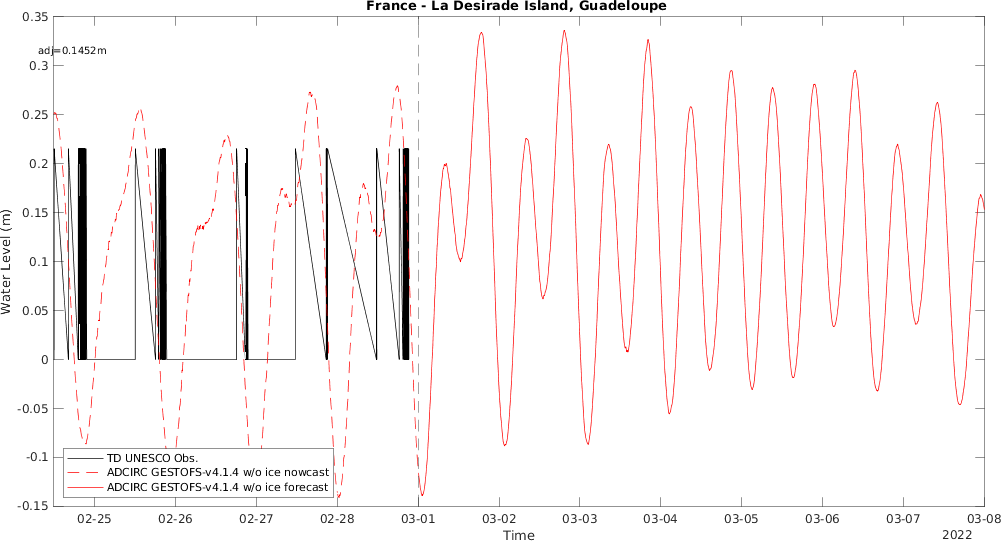 France - La Desirade Island, Guadeloupe
adj=0.1452m
Water Level (m)
0.35
0.3
0.25
0.2
0.15
0.1
0.05
0
-0.05
-0.1
-0.15
TD UNESCO Obs.
ADCIRC GESTOFS-v4.1.4 w/o ice nowcast
ADCIRC GESTOFS-v4.1.4 w/o ice forecast
02-25 02-26 02-27 02-28 03-01 03-02 03-03 03-04 03-05 03-06 03-07 03-08
Time
2022